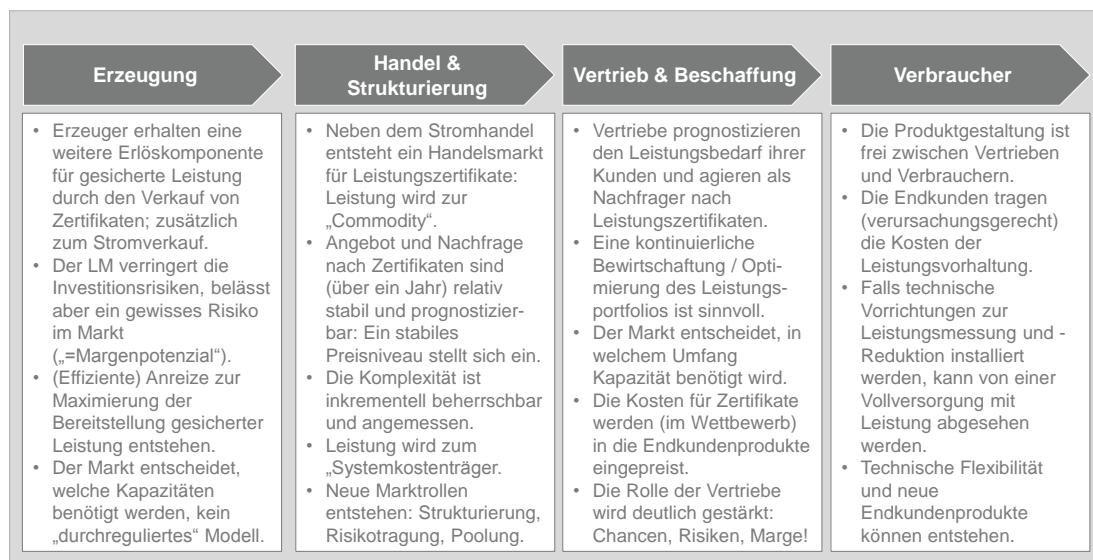 Erzeugung
• Erzeuger erhalten eine
weitere Erlöskomponente
für gesicherte Leistung
durch den Verkauf von
Zertifikaten; zusätzlich
zum Stromverkauf.
• Der LM verringert die
Investitionsrisiken, belässt
aber ein gewisses Risiko
im Markt
(„=Margenpotenzial“).
• (Effiziente) Anreize zur
Maximierung der
Bereitstellung gesicherter
Leistung entstehen.
• Der Markt entscheidet,
welche Kapazitäten
benötigt werden, kein
„durchreguliertes“ Modell.
Handel &
Strukturierung
• Neben dem Stromhandel
entsteht ein Handelsmarkt
für Leistungszertifikate:
Leistung wird zur
„Commodity“.
• Angebot und Nachfrage
nach Zertifikaten sind
(über ein Jahr) relativ
stabil und prognostizier-
bar: Ein stabiles
Preisniveau stellt sich ein.
• Die Komplexität ist
inkrementell beherrschbar
und angemessen.
• Leistung wird zum
„Systemkostenträger.
• Neue Marktrollen
entstehen: Strukturierung,
Risikotragung, Poolung.
Vertrieb & Beschaffung
• Vertriebe prognostizieren
den Leistungsbedarf ihrer
Kunden und agieren als
Nachfrager nach
Leistungszertifikaten.
• Eine kontinuierliche
Bewirtschaftung / Opti-
mierung des Leistungs-
portfolios ist sinnvoll.
• Der Markt entscheidet, in
welchem Umfang
Kapazität benötigt wird.
• Die Kosten für Zertifikate
werden (im Wettbewerb)
in die Endkundenprodukte
eingepreist.
• Die Rolle der Vertriebe
wird deutlich gestärkt:
Chancen, Risiken, Marge!
Verbraucher
• Die Produktgestaltung ist
frei zwischen Vertrieben
und Verbrauchern.
• Die Endkunden tragen
(verursachungsgerecht)
die Kosten der
Leistungsvorhaltung.
• Falls technische
Vorrichtungen zur
Leistungsmessung und -
Reduktion installiert
werden, kann von einer
Vollversorgung mit
Leistung abgesehen
werden.
• Technische Flexibilität
und neue
Endkundenprodukte
können entstehen.